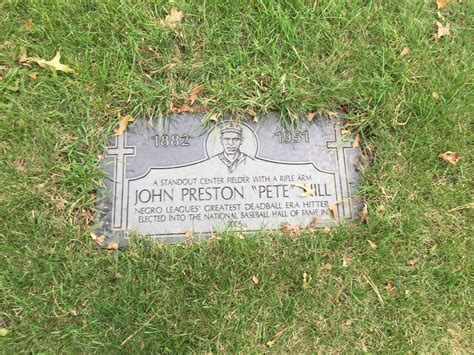 1882 1951
A STANDOUT CENTER FIELDER WITH A RIFLE ARM
JOHN PRESTON "PETE" HILL
NEGRO LEAGUES' GREATEST DEADBALL ERA HITTER
ELECTED INTO THE NATIONAL BASEBALL HALL OF FAME IN
2006